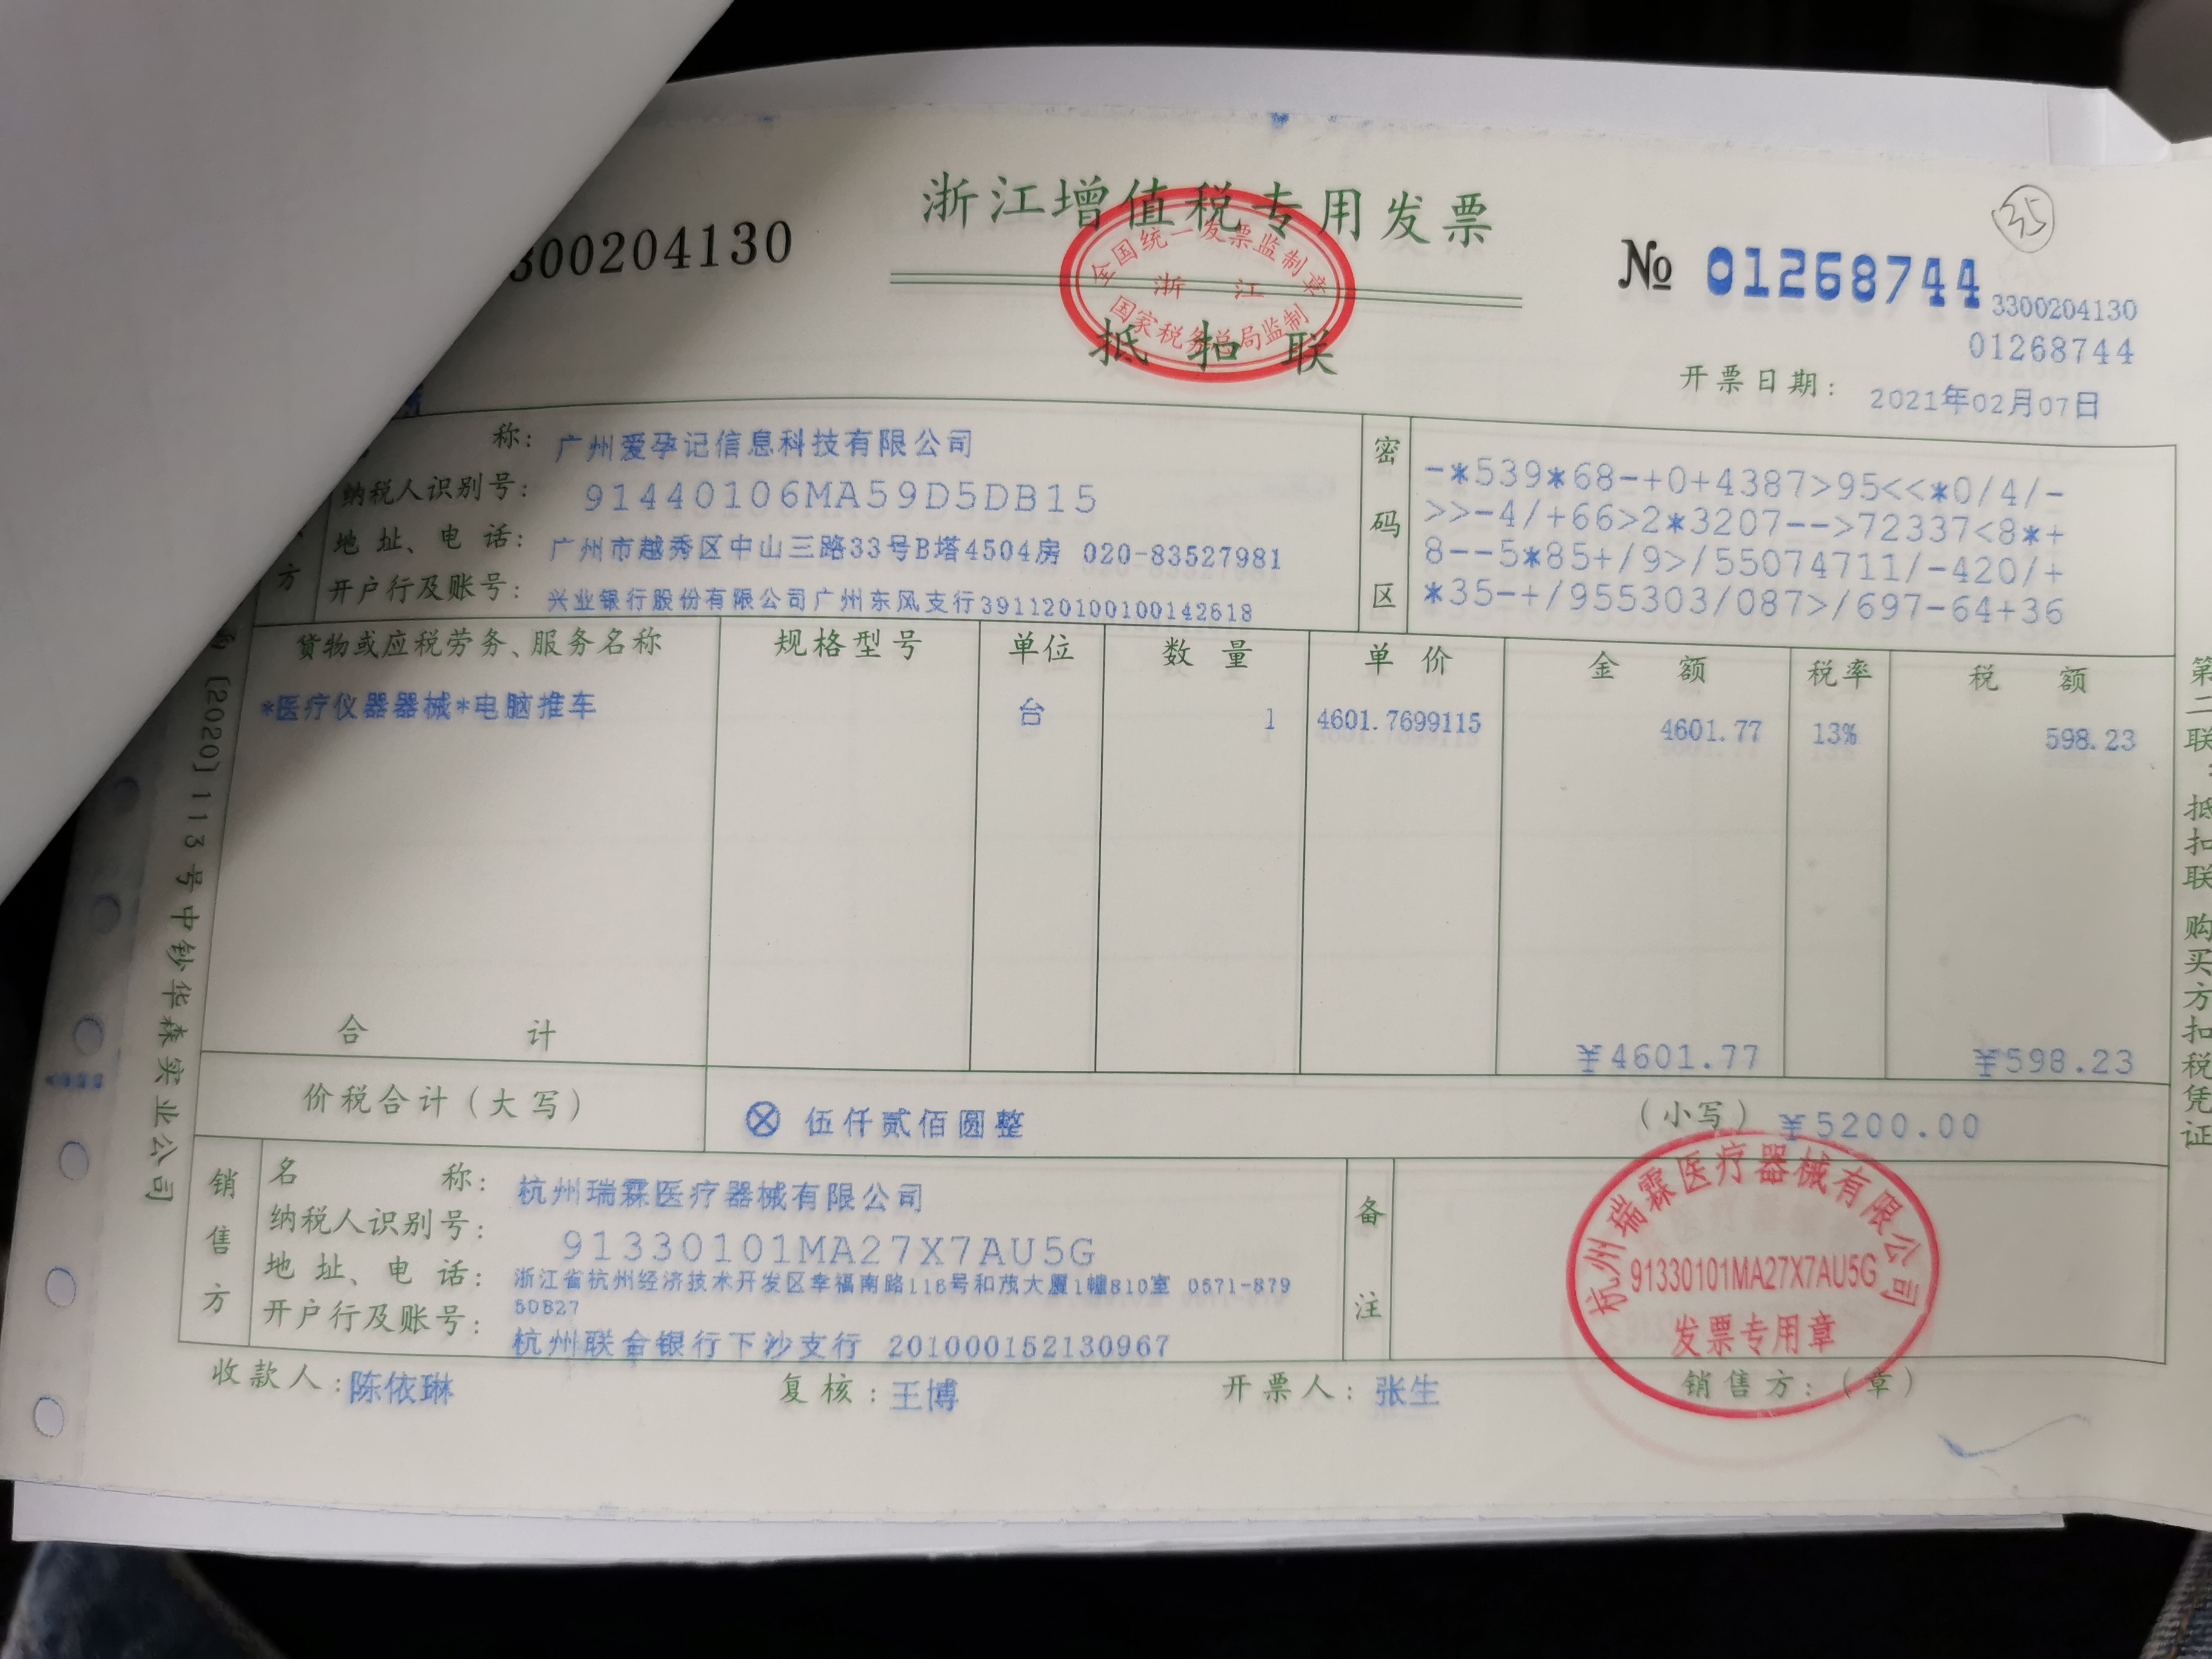 浙江增值税专用发票
300204130
全国统一发票监制章
浙 江
国家税务总局监制
抵 扣 联
№ 01268744
3300204130
01268744
35
开票日期: 2021年02月07日
称: 广州爱孕记信息科技有限公司
纳税人识别号: 91440106MA59D5DB15
地 址、电 话: 广州市越秀区中山三路33号B塔4504房 020-83527981
开户行及账号: 兴业银行股份有限公司广州东风支行391120100100142618
方
密码区
-*539*68-+0+4387>95<<*0/4/-
>>-4/+66>2*3207-->72337<8*+
8--5*85+/9>/55074711/-420/+
*35-+/955303/087>/697-64+36
货物或应税劳务、服务名称 规格型号 单位 数 量 单 价 金 额 税率 税 额
*医疗仪器器械*电脑推车 台 1 4601.7699115 4601.77 13% 598.23
合 计 ¥4601.77 ¥598.23
价税合计(大写) ⊗ 伍仟贰佰圆整 (小写) ¥5200.00
销售方
名 称: 杭州瑞霖医疗器械有限公司
纳税人识别号: 91330101MA27X7AU5G
地 址、电 话: 浙江省杭州经济技术开发区幸福南路116号和茂大厦1幢810室 0571-879
50827
开户行及账号: 杭州联合银行下沙支行 201000152130967
备注
杭州瑞霖医疗器械有限公司
91330101MA27X7AU5G
发票专用章
收款人:陈依琳 复核:王博 开票人:张生 销售方:(章)
〔2020〕113号中钞华森实业公司
第二联:抵扣联 购买方扣税凭证